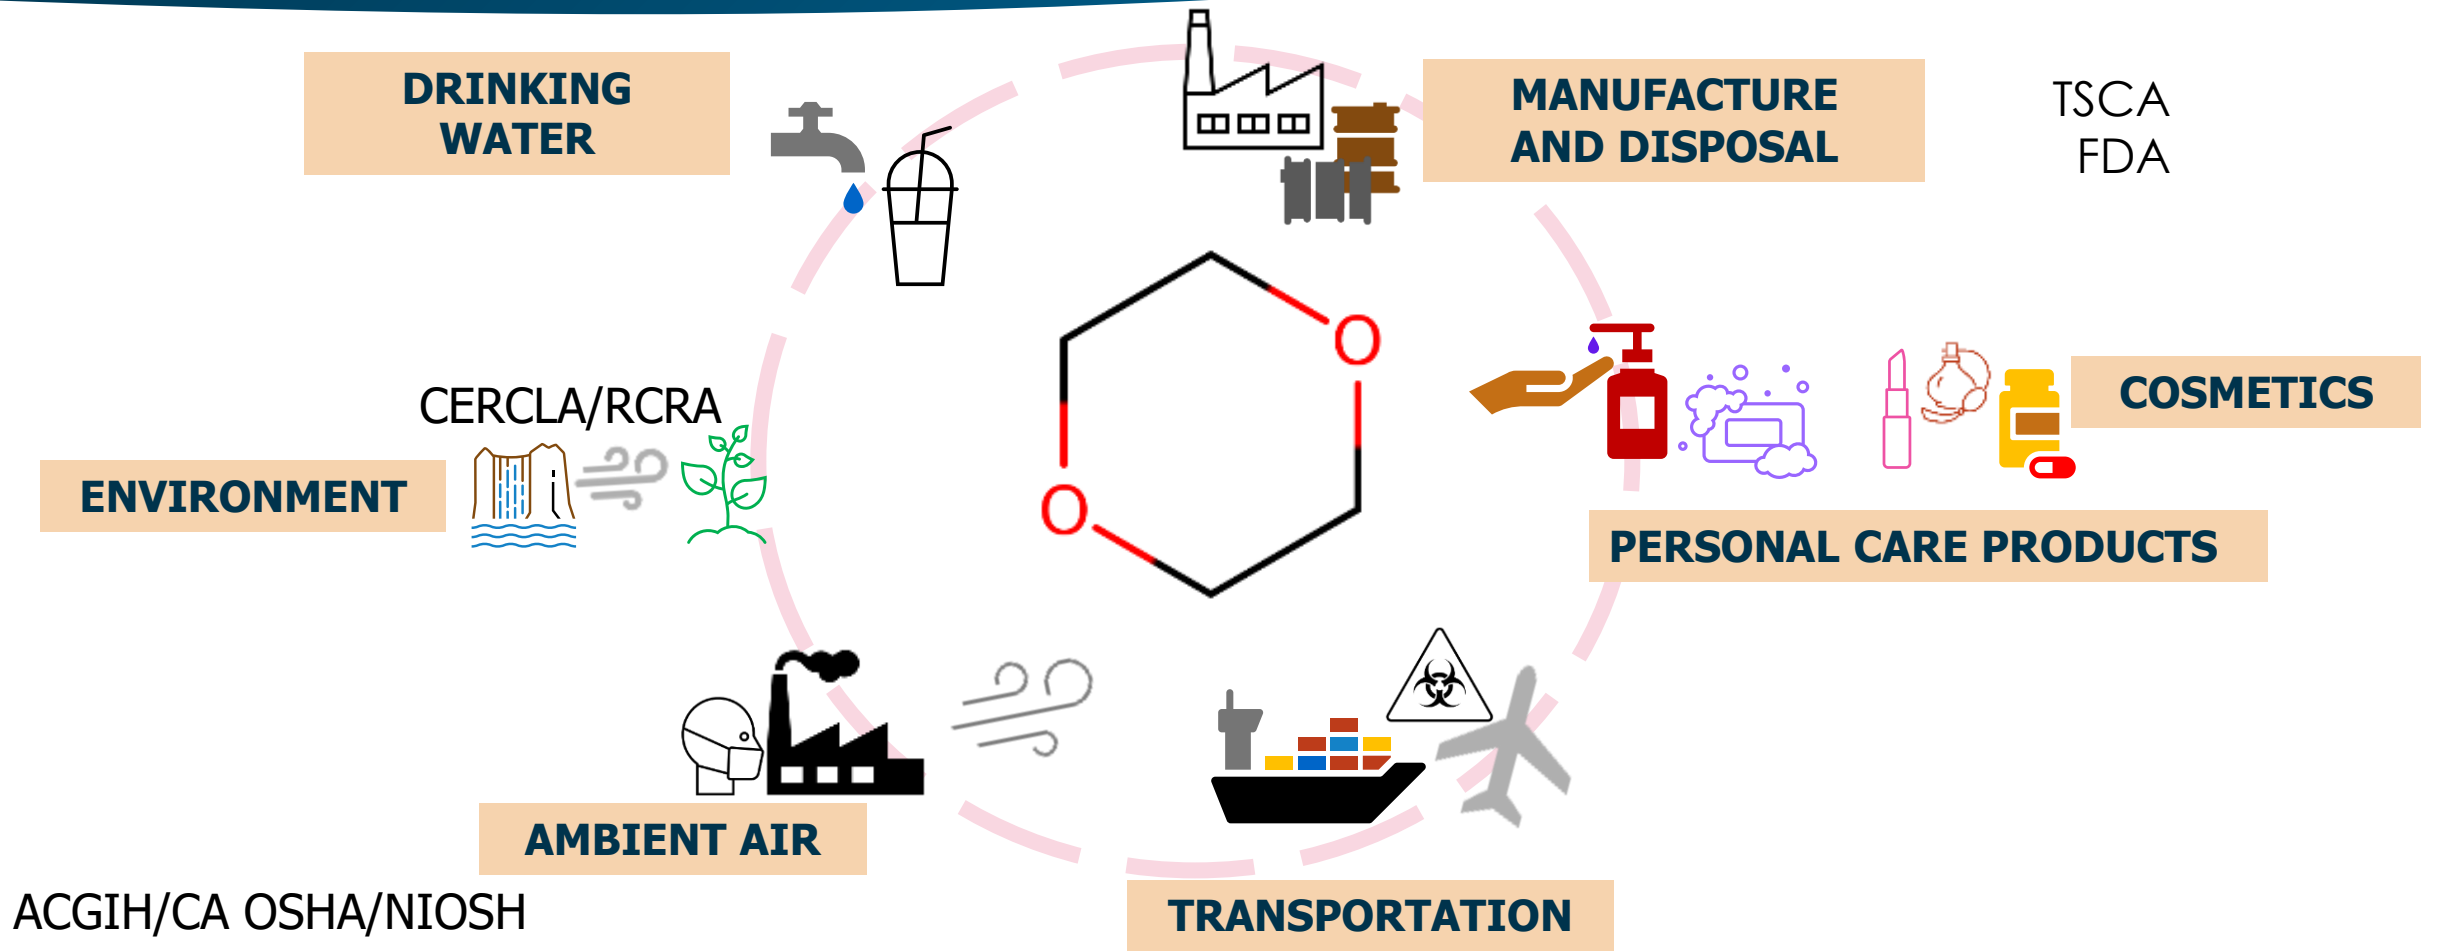 DRINKING
WATER
MANUFACTURE
AND DISPOSAL
TSCA
FDA
O
O
COSMETICS
CERCLA/RCRA
ENVIRONMENT
PERSONAL CARE PRODUCTS
AMBIENT AIR
ACGIH/CA OSHA/NIOSH
TRANSPORTATION